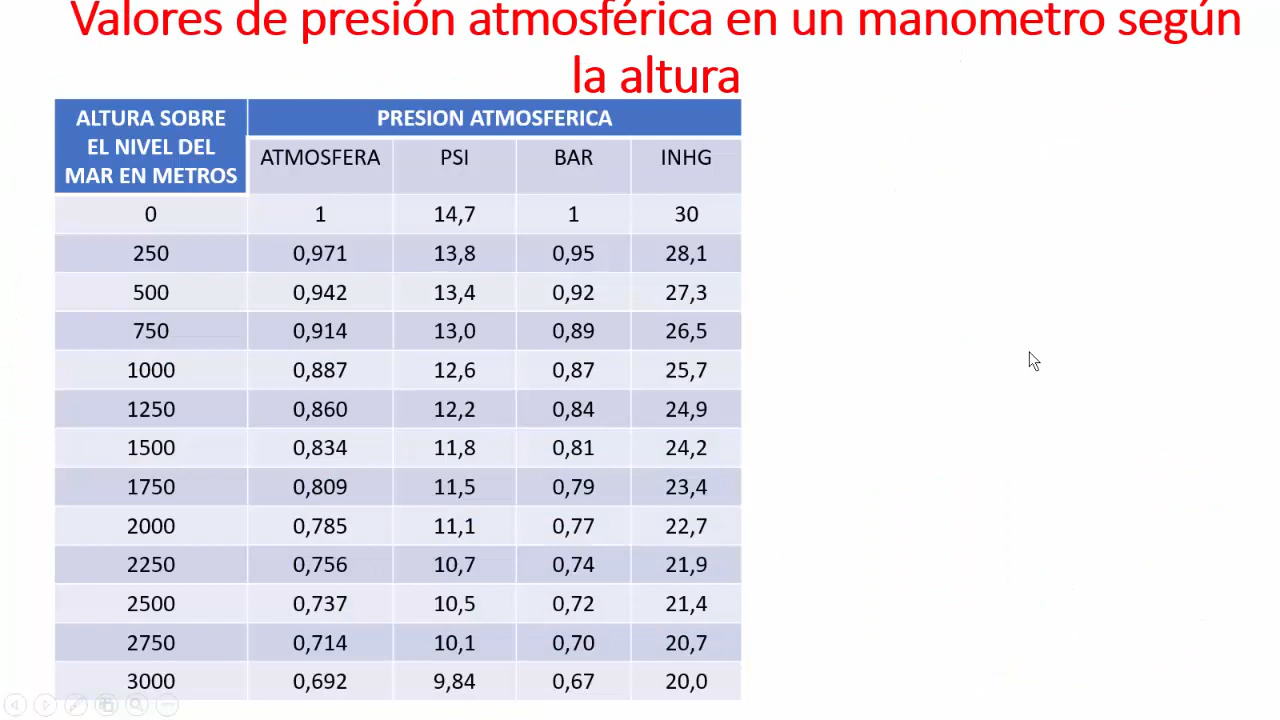 Valores de presión atmosférica en un manometro según
la altura
ALTURA SOBRE
EL NIVEL DEL
MAR EN METROS
PRESION ATMOSFERICA
ATMOSFERA PSI BAR INHG
0 1 14,7 1 30
250 0,971 13,8 0,95 28,1
500 0,942 13,4 0,92 27,3
750 0,914 13,0 0,89 26,5
1000 0,887 12,6 0,87 25,7
1250 0,860 12,2 0,84 24,9
1500 0,834 11,8 0,81 24,2
1750 0,809 11,5 0,79 23,4
2000 0,785 11,1 0,77 22,7
2250 0,756 10,7 0,74 21,9
2500 0,737 10,5 0,72 21,4
2750 0,714 10,1 0,70 20,7
3000 0,692 9,84 0,67 20,0